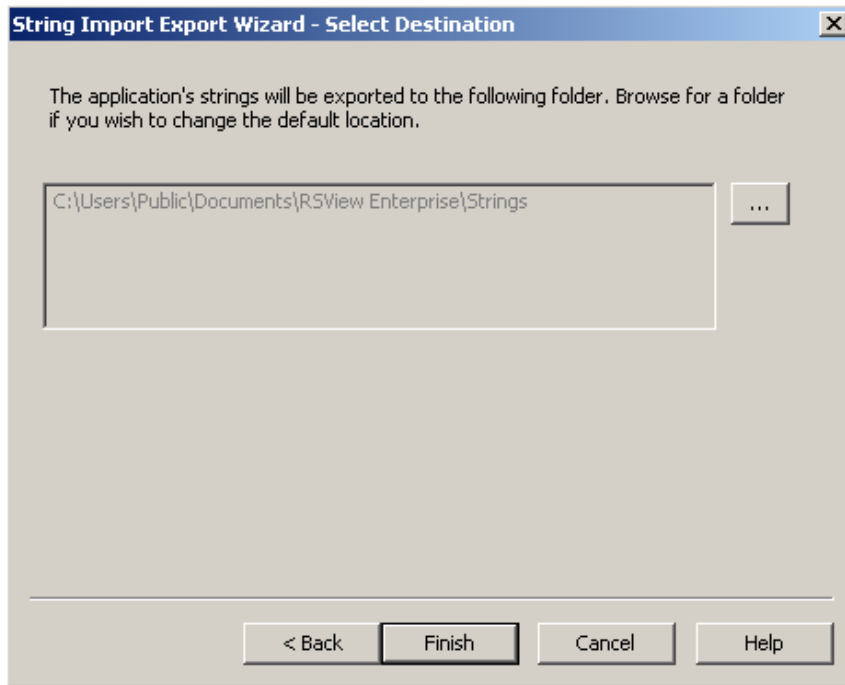 String Import Export Wizard - Select Destination
The application's strings will be exported to the following folder. Browse for a folder
if you wish to change the default location.
C:\Users\Public\Documents\RSView Enterprise\Strings
...
< Back
Finish
Cancel
Help